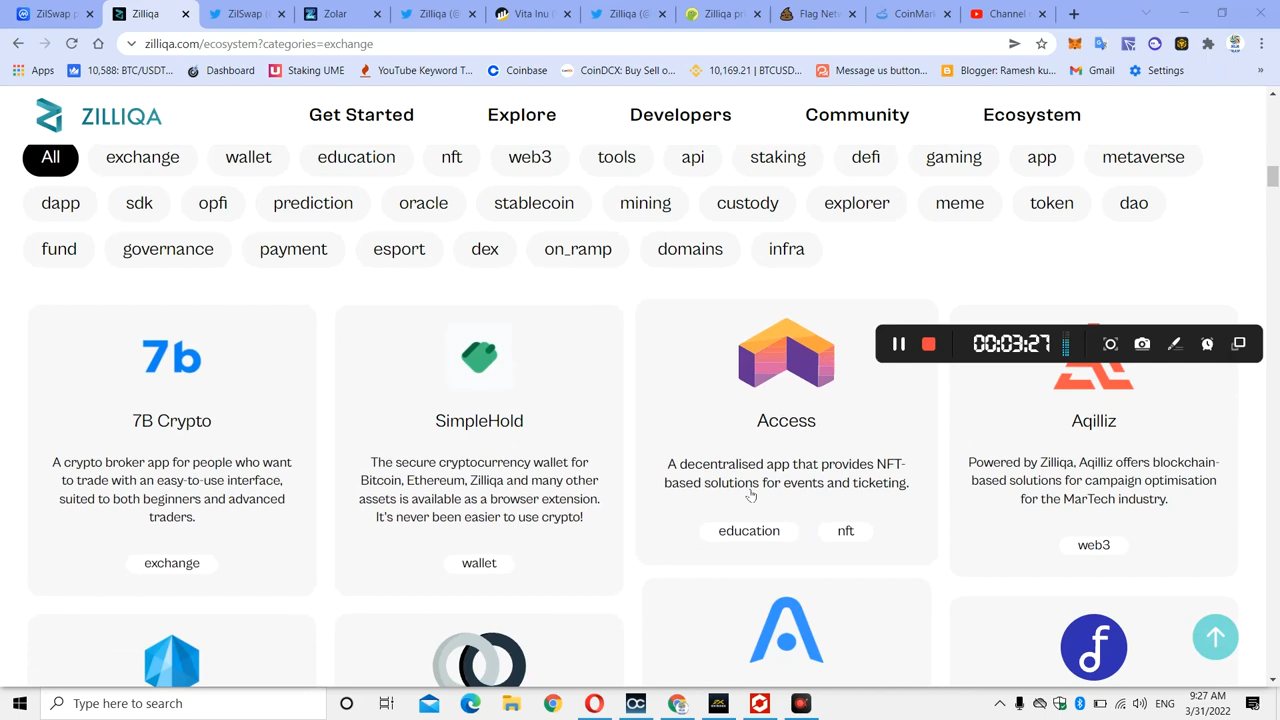 ZilSwap
Zolar
Zilliqa (@
Vita Inu (
Zilliqa (@
Zilliqa pri
Flag Net
CoinMar
Channel c
zilliqa.com/ecosystem?categories=exchange
Apps
10,588: BTC/USDT...
Dashboard
Staking UME
YouTube Keyword T...
Coinbase
CoinDCX: Buy Sell o...
10,169.21 | BTCUSD...
Message us button...
Blogger: Ramesh ku...
Gmail
Settings
ZILLIQA
Get Started
Explore
Developers
Community
Ecosystem
All
exchange
wallet
education
nft
web3
tools
api
staking
defi
gaming
app
metaverse
dapp
sdk
opfi
prediction
oracle
stablecoin
mining
custody
explorer
meme
token
dao
fund
governance
payment
esport
dex
on_ramp
domains
infra
00:03:27
7b
7B Crypto
A crypto broker app for people who want
to trade with an easy-to-use interface,
suited to both beginners and advanced
traders.
exchange
SimpleHold
The secure cryptocurrency wallet for
Bitcoin, Ethereum, Zilliqa and many other
assets is available as a browser extension.
It's never been easier to use crypto!
wallet
Access
A decentralised app that provides NFT-
based solutions for events and ticketing.
education
nft
Aqilliz
Powered by Zilliqa, Aqilliz offers blockchain-
based solutions for campaign optimisation
for the MarTech industry.
web3
Type here to search
ENG
9:27 AM
3/31/2022